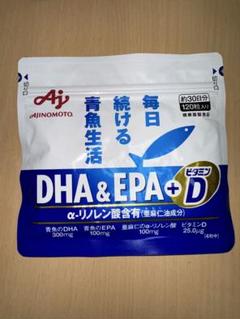 Aj
AJINOMOTO
毎日
続ける
青魚生活
約30日分
120粒入り
DHA & EPA+
ビタミン
D
α-リノレン酸含有(亜麻仁油成分)
青魚のDHA 青魚のEPA 亜麻仁のα-リノレン酸 ビタミンD
300mg 100mg 100mg 25.0μg